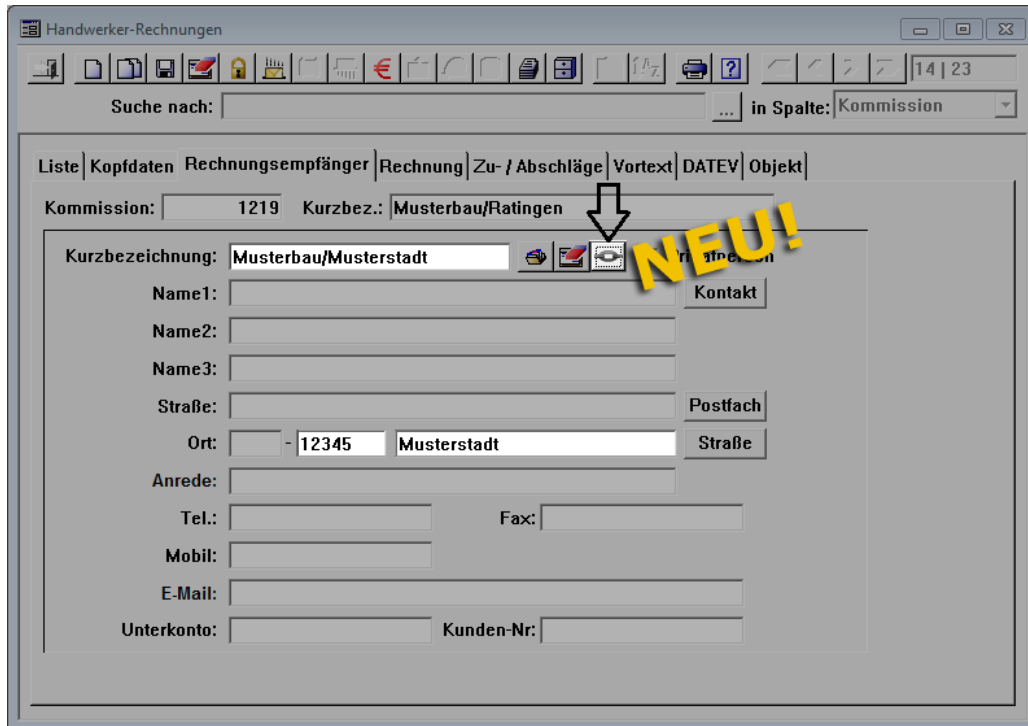 Handwerker-Rechnungen
14 | 23
Suche nach: ... in Spalte: Kommission
Liste Kopfdaten Rechnungsempfänger Rechnung Zu- / Abschläge Vortext DATEV Objekt
Kommission: 1219 Kurzbez.: Musterbau/Ratingen
Kurzbezeichnung: Musterbau/Musterstadt Privatperson
NEU!
Name1: Kontakt
Name2:
Name3:
Straße: Postfach
Ort: - 12345 Musterstadt Straße
Anrede:
Tel.: Fax:
Mobil:
E-Mail:
Unterkonto: Kunden-Nr: